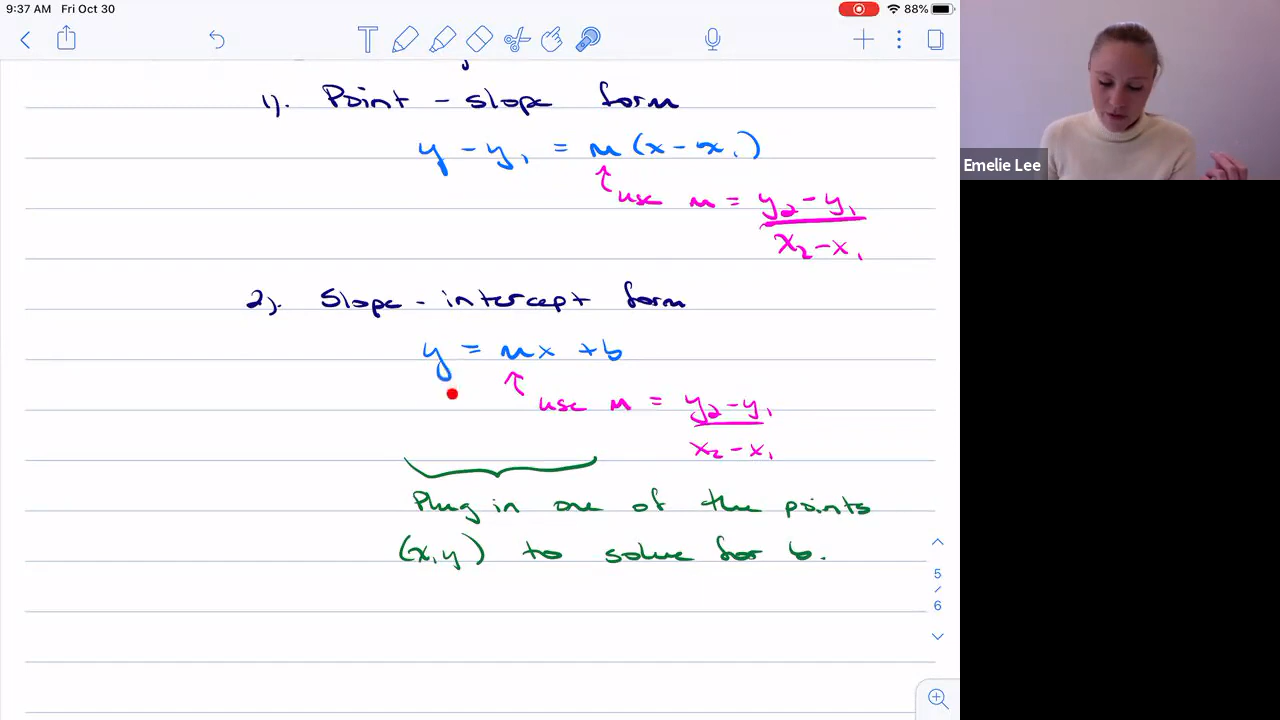 9:37 AM Fri Oct 30
88%
1). Point - slope form
y - y₁ = m (x - x₁)
use m = y₂ - y₁
x₂ - x₁
2). Slope - intercept form
y = mx + b
use m = y₂ - y₁
x₂ - x₁
Plug in one of the points
(x,y) to solve for b.
5
/
6
Emelie Lee